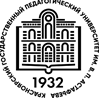 КРАСНОЯРСКИЙ ГОСУДАРСТВЕННЫЙ ПЕДАГОГИЧЕСКИЙ УНИВЕРСИТЕТ ИМ. В.П. АСТАФЬЕВА
1932